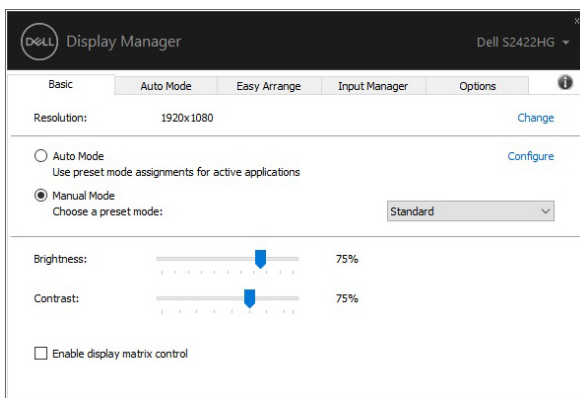 DELL Display Manager Dell S2422HG
Basic Auto Mode Easy Arrange Input Manager Options
Resolution: 1920x1080 Change
Auto Mode Configure
Use preset mode assignments for active applications
Manual Mode
Choose a preset mode: Standard
Brightness: 75%
Contrast: 75%
Enable display matrix control